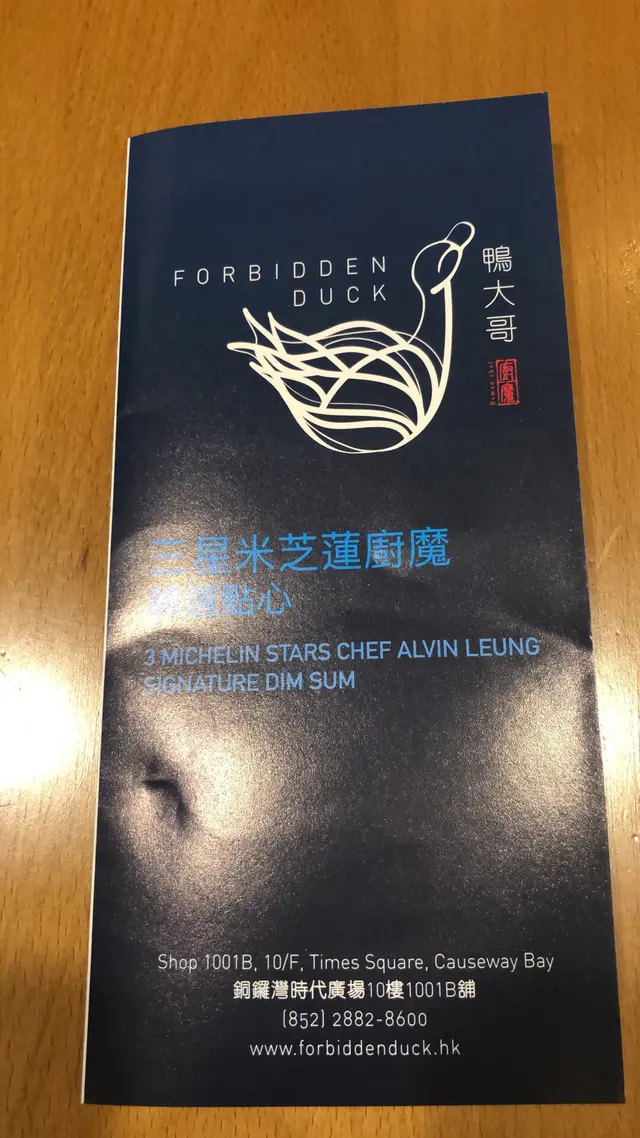 FORBIDDEN
DUCK
鴨大哥
廚魔
三星米芝蓮廚魔
點心
3 MICHELIN STARS CHEF ALVIN LEUNG
SIGNATURE DIM SUM
Shop 1001B, 10/F, Times Square, Causeway Bay
銅鑼灣時代廣場10樓1001B舖
(852) 2882-8600
www.forbiddenduck.hk